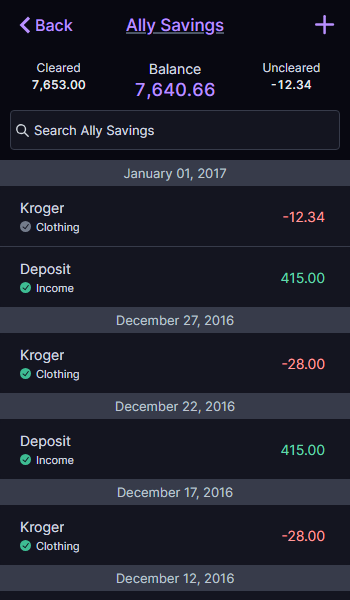 Back
Ally Savings
Cleared
7,653.00
Balance
7,640.66
Uncleared
-12.34
Search Ally Savings
January 01, 2017
Kroger
-12.34
Clothing
Deposit
415.00
Income
December 27, 2016
Kroger
-28.00
Clothing
December 22, 2016
Deposit
415.00
Income
December 17, 2016
Kroger
-28.00
Clothing
December 12, 2016